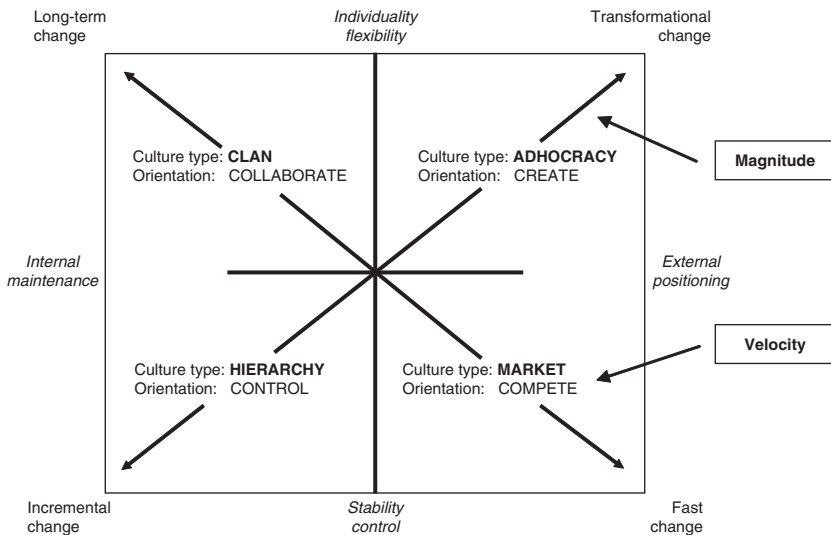 Long-term
change
Individuality
flexibility
Transformational
change
Culture type: CLAN
Orientation: COLLABORATE
Culture type: ADHOCRACY
Orientation: CREATE
Magnitude
Internal
maintenance
External
positioning
Culture type: HIERARCHY
Orientation: CONTROL
Culture type: MARKET
Orientation: COMPETE
Velocity
Incremental
change
Stability
control
Fast
change